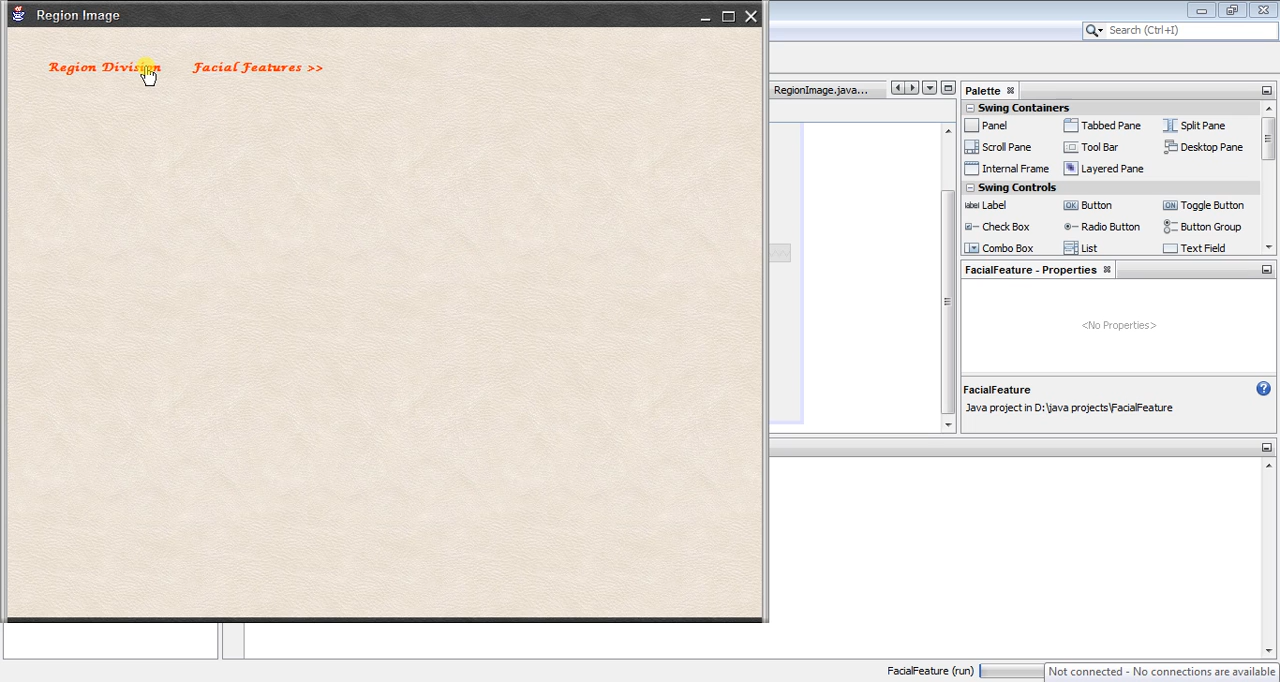 Region Image
Search (Ctrl+I)
Region Division Facial Features >>
RegionImage.java...
Palette
Swing Containers
Panel Tabbed Pane Split Pane
Scroll Pane Tool Bar Desktop Pane
Internal Frame Layered Pane
Swing Controls
label Label OK Button ON Toggle Button
Check Box Radio Button Button Group
Combo Box List Text Field
FacialFeature - Properties
<No Properties>
FacialFeature
Java project in D:\java projects\FacialFeature
FacialFeature (run)
Not connected - No connections are available